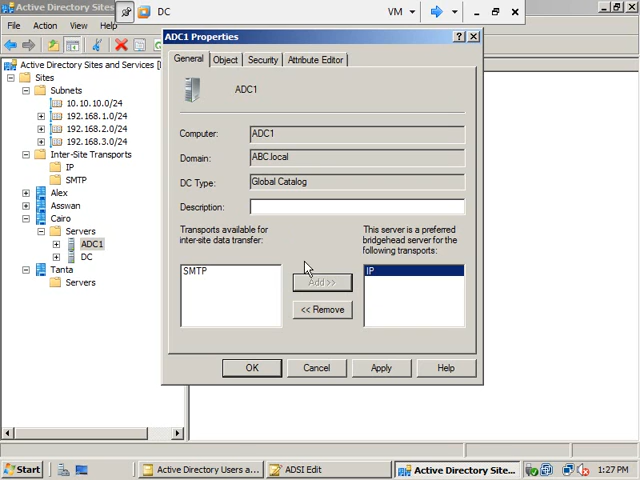 Active Directory Sites
DC
VM
File
Action
View
Help
Active Directory Sites and Services [
Sites
Subnets
10.10.10.0/24
192.168.1.0/24
192.168.2.0/24
192.168.3.0/24
Inter-Site Transports
IP
SMTP
Alex
Asswan
Cairo
Servers
ADC1
DC
Tanta
Servers
ADC1 Properties
General
Object
Security
Attribute Editor
ADC1
Computer:
ADC1
Domain:
ABC.local
DC Type:
Global Catalog
Description:
Transports available for
inter-site data transfer:
This server is a preferred
bridgehead server for the
following transports:
SMTP
IP
Add >>
<< Remove
OK
Cancel
Apply
Help
Start
Active Directory Users a...
ADSI Edit
Active Directory Site...
1:27 PM